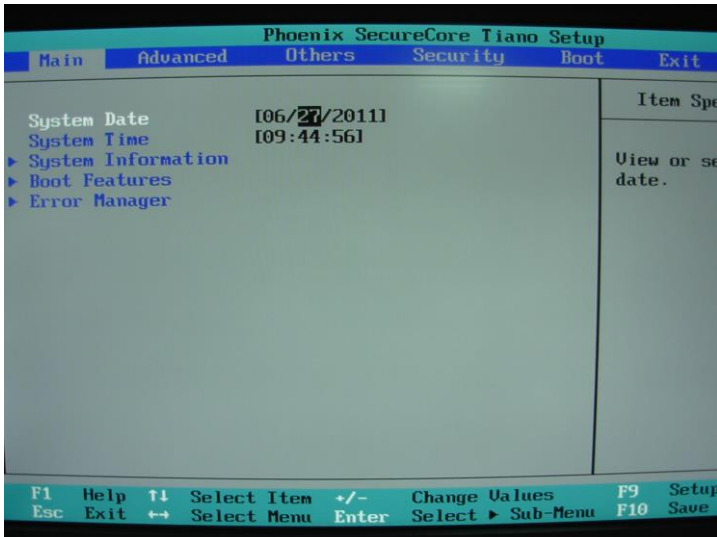 Phoenix SecureCore Tiano Setup
Main Advanced Others Security Boot Exit
Item
System Date [06/27/2011]
System Time [09:44:56]
▶ System Information
View or
▶ Boot Features
date.
▶ Error Manager
F1 Help ↑↓ Select Item +/- Change Values F9 Setup
Esc Exit ↔ Select Menu Enter Select ▶ Sub-Menu F10 Save